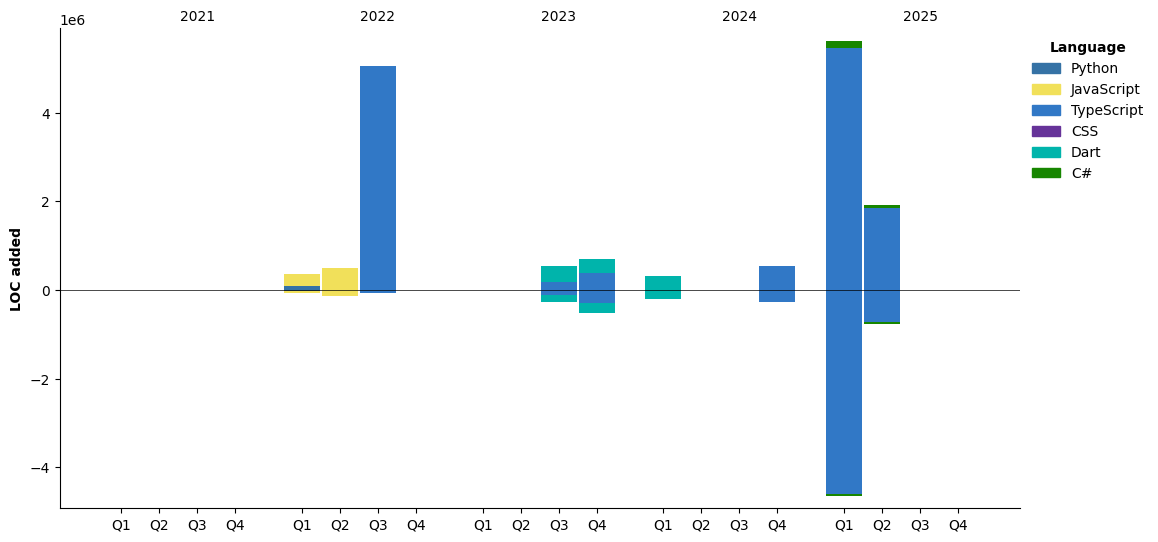 2021 2022 2023 2024 2025
1e6
Language
Python
JavaScript
TypeScript
CSS
Dart
C#
4
2
0
−2
−4
LOC added
Q1 Q2 Q3 Q4 Q1 Q2 Q3 Q4 Q1 Q2 Q3 Q4 Q1 Q2 Q3 Q4 Q1 Q2 Q3 Q4